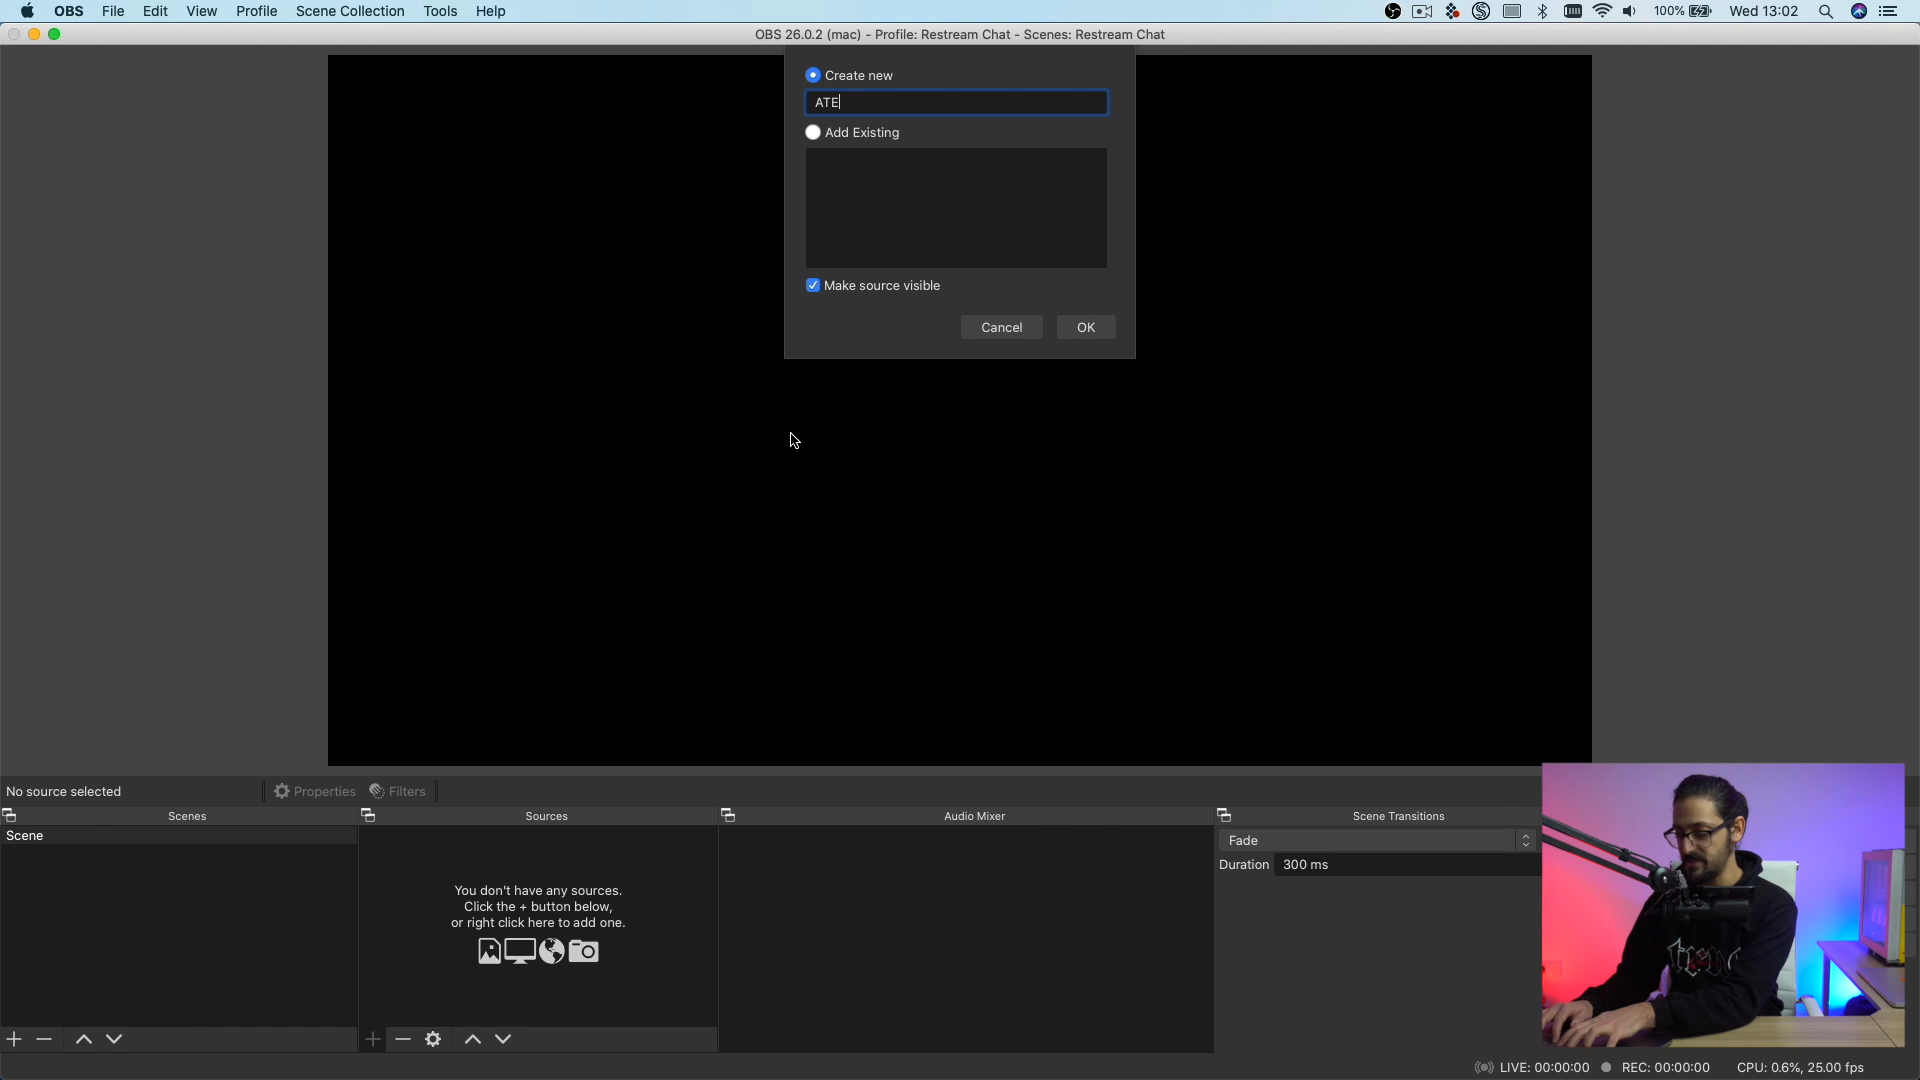 OBS File Edit View Profile Scene Collection Tools Help 100% Wed 13:02
OBS 26.0.2 (mac) - Profile: Restream Chat - Scenes: Restream Chat
Create new
ATE
Add Existing
Make source visible
Cancel OK
No source selected Properties Filters
Scenes Sources Audio Mixer Scene Transitions
Scene
Fade
Duration 300 ms
You don't have any sources.
Click the + button below,
or right click here to add one.
LIVE: 00:00:00 REC: 00:00:00 CPU: 0.6%, 25.00 fps